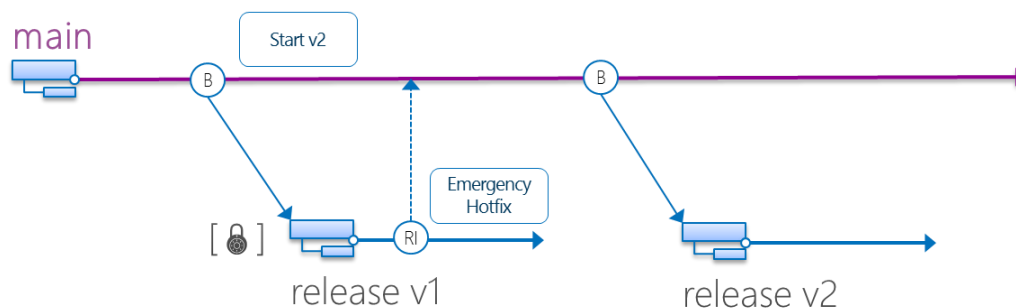 main
Start v2
B
B
Emergency
Hotfix
[ ]
RI
release v1
release v2